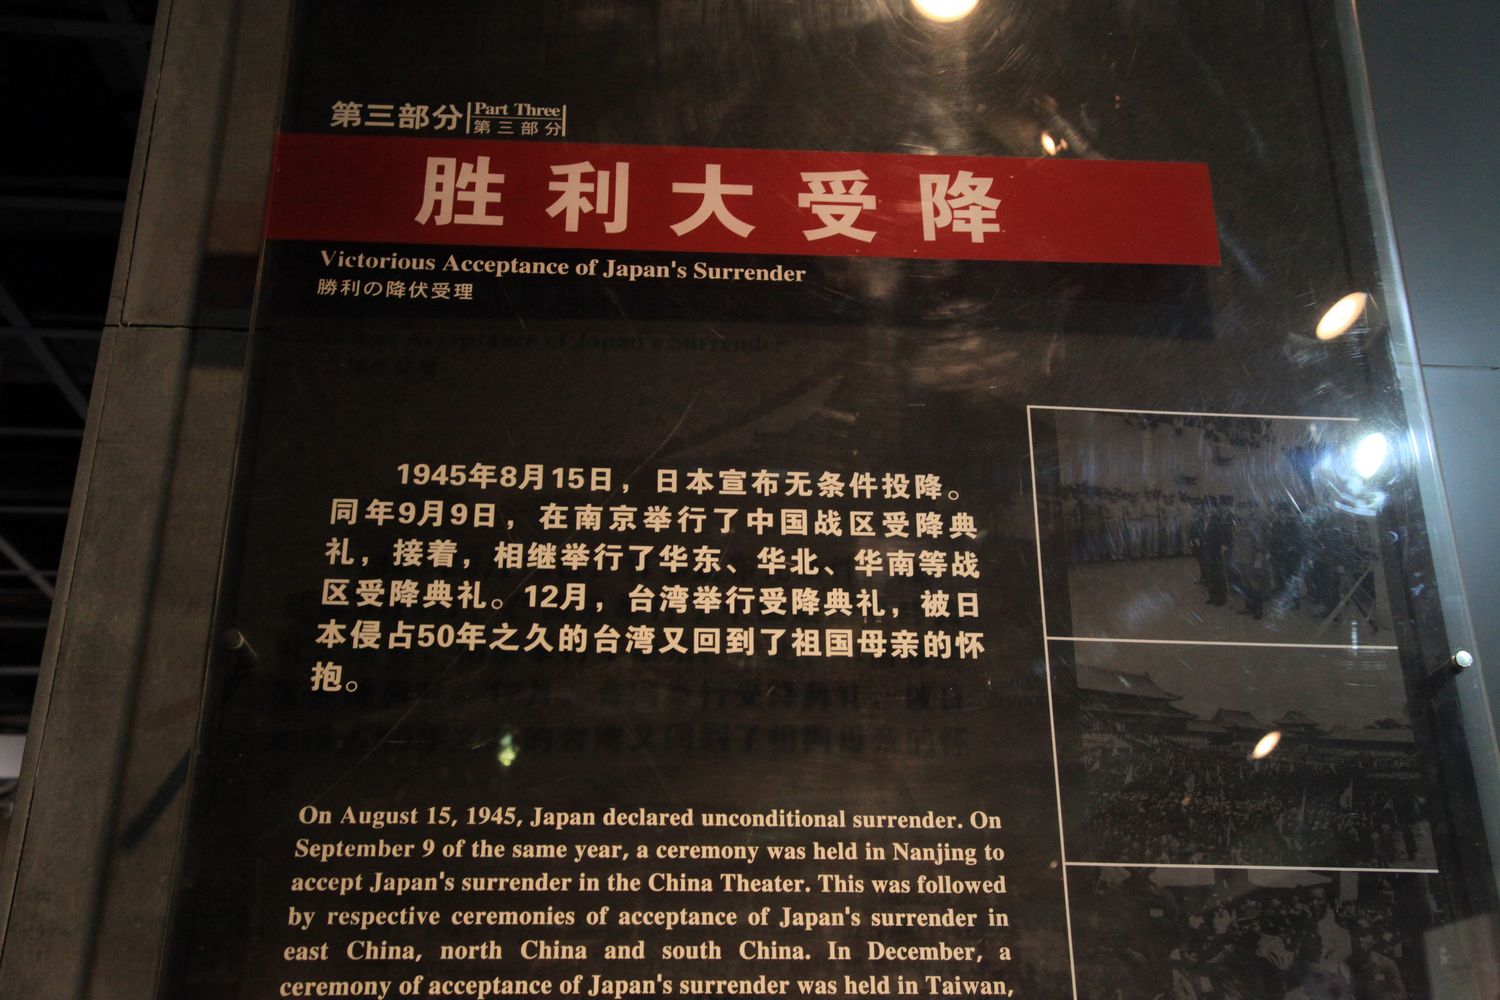 第三部分
Part Three
第三部分
胜利大受降
Victorious Acceptance of Japan's Surrender
勝利の降伏受理
1945年8月15日，日本宣布无条件投降。
同年9月9日，在南京举行了中国战区受降典
礼，接着，相继举行了华东、华北、华南等战
区受降典礼。12月，台湾举行受降典礼，被日
本侵占50年之久的台湾又回到了祖国母亲的怀
抱。
On August 15, 1945, Japan declared unconditional surrender. On
September 9 of the same year, a ceremony was held in Nanjing to
accept Japan's surrender in the China Theater. This was followed
by respective ceremonies of acceptance of Japan's surrender in
east China, north China and south China. In December, a
ceremony of acceptance of Japan's surrender was held in Taiwan,